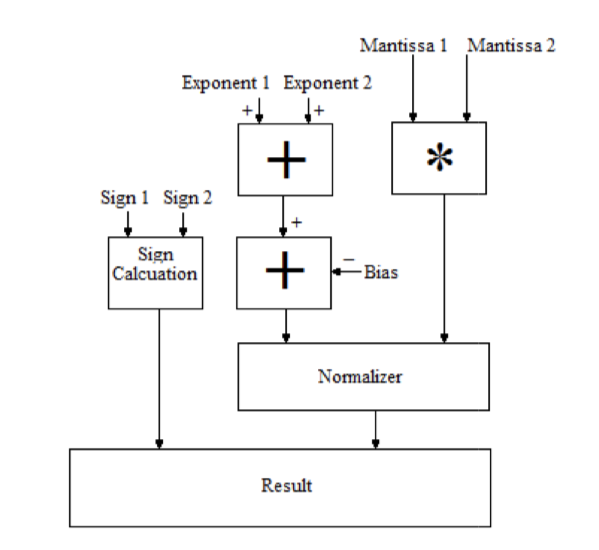 Mantissa 1 Mantissa 2
Exponent 1 Exponent 2
+ +
+ *
Sign 1 Sign 2
+
Sign
Calcuation
+
− Bias
Normalizer
Result